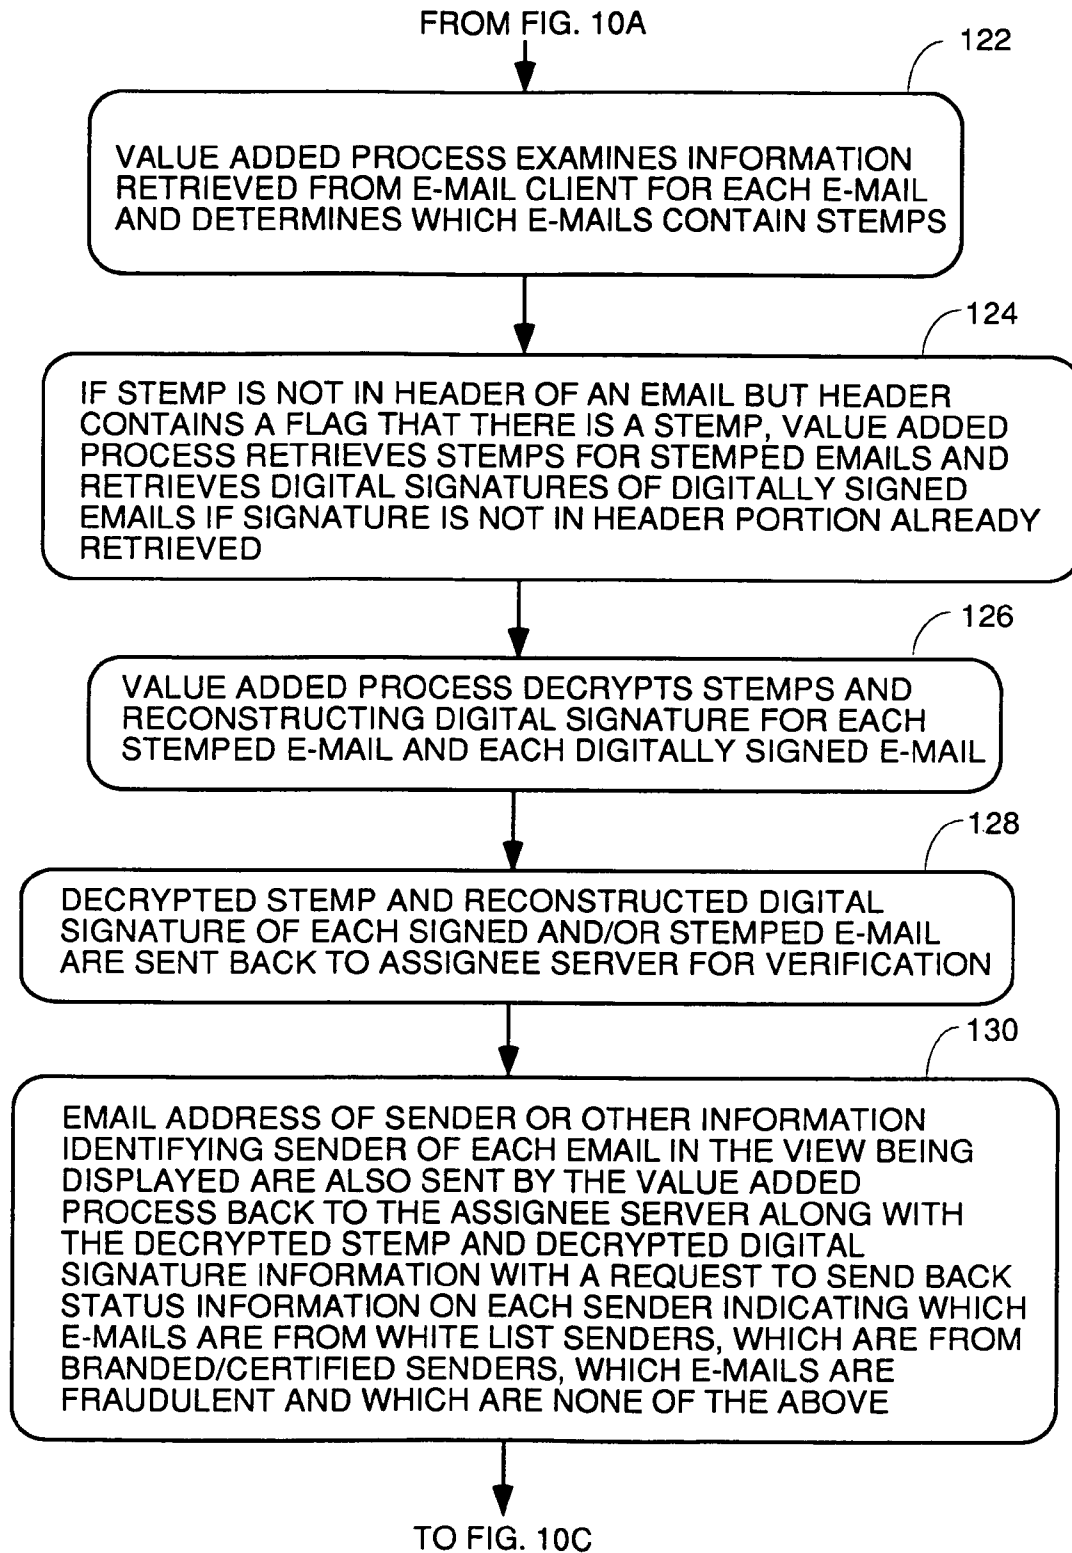 FROM FIG. 10A
122
VALUE ADDED PROCESS EXAMINES INFORMATION
RETRIEVED FROM E-MAIL CLIENT FOR EACH E-MAIL
AND DETERMINES WHICH E-MAILS CONTAIN STEMPS
124
IF STEMP IS NOT IN HEADER OF AN EMAIL BUT HEADER
CONTAINS A FLAG THAT THERE IS A STEMP, VALUE ADDED
PROCESS RETRIEVES STEMPS FOR STEMPED EMAILS AND
RETRIEVES DIGITAL SIGNATURES OF DIGITALLY SIGNED
EMAILS IF SIGNATURE IS NOT IN HEADER PORTION ALREADY
RETRIEVED
126
VALUE ADDED PROCESS DECRYPTS STEMPS AND
RECONSTRUCTING DIGITAL SIGNATURE FOR EACH
STEMPED E-MAIL AND EACH DIGITALLY SIGNED E-MAIL
128
DECRYPTED STEMP AND RECONSTRUCTED DIGITAL
SIGNATURE OF EACH SIGNED AND/OR STEMPED E-MAIL
ARE SENT BACK TO ASSIGNEE SERVER FOR VERIFICATION
130
EMAIL ADDRESS OF SENDER OR OTHER INFORMATION
IDENTIFYING SENDER OF EACH EMAIL IN THE VIEW BEING
DISPLAYED ARE ALSO SENT BY THE VALUE ADDED
PROCESS BACK TO THE ASSIGNEE SERVER ALONG WITH
THE DECRYPTED STEMP AND DECRYPTED DIGITAL
SIGNATURE INFORMATION WITH A REQUEST TO SEND BACK
STATUS INFORMATION ON EACH SENDER INDICATING WHICH
E-MAILS ARE FROM WHITE LIST SENDERS, WHICH ARE FROM
BRANDED/CERTIFIED SENDERS, WHICH E-MAILS ARE
FRAUDULENT AND WHICH ARE NONE OF THE ABOVE
TO FIG. 10C